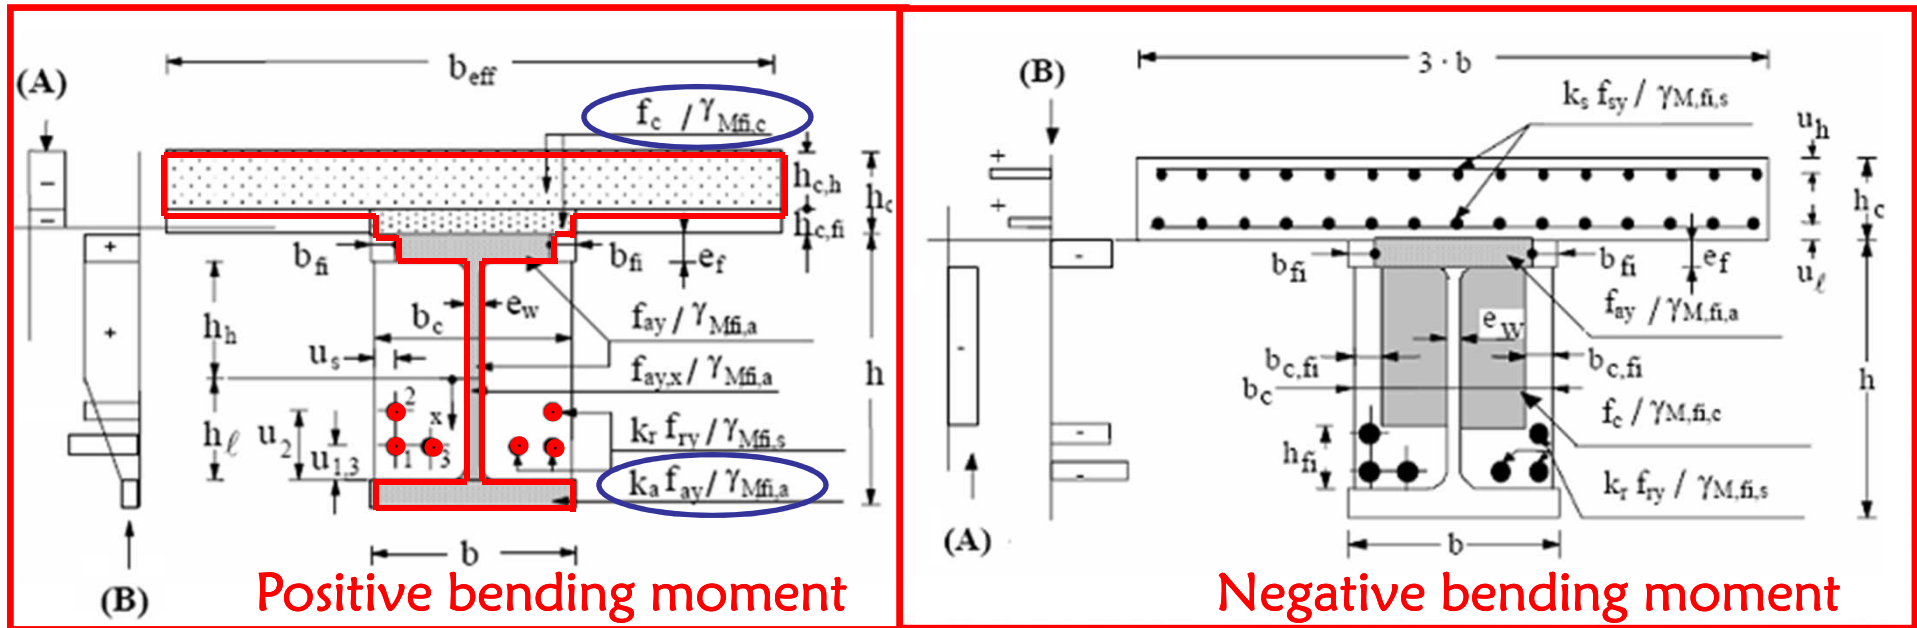 (A)
b_eff
f_c / γ_Mfi,c
h_c,h
h_c
h_c,fi
−
−
+
b_fi
b_fi
e_f
h_h
+
e_w
b_c
f_ay / γ_Mfi,a
u_s
f_ay,x / γ_Mfi,a
h
2
x
h_ℓ
u_2
k_r f_ry / γ_Mfi,s
u_1,3
1
3
k_a f_ay / γ_Mfi,a
b
(B)
Positive bending moment
(B)
3 · b
k_s f_sy / γ_M,fi,s
u_h
+
+
h_c
-
b_fi
b_fi
e_f
u_ℓ
f_ay / γ_M,fi,a
e_w
-
b_c,fi
b_c,fi
b_c
h
f_c / γ_M,fi,c
-
h_fi
-
k_r f_ry / γ_M,fi,s
(A)
b
Negative bending moment